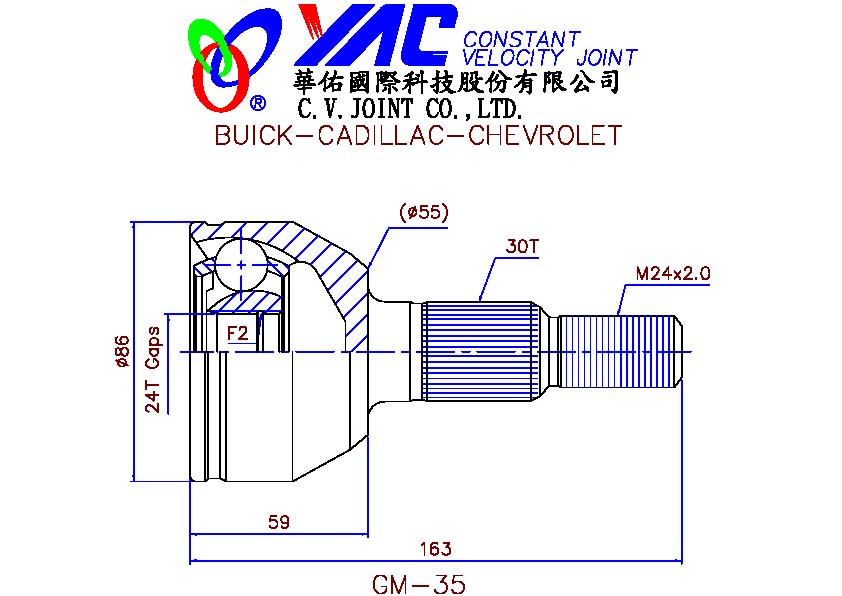 YAC CONSTANT
VELOCITY JOINT
®
華佑國際科技股份有限公司
C.V.JOINT CO.,LTD.
BUICK-CADILLAC-CHEVROLET
(ø55)
30T
M24x2.0
ø86
24T Gaps
F2
59
163
GM-35